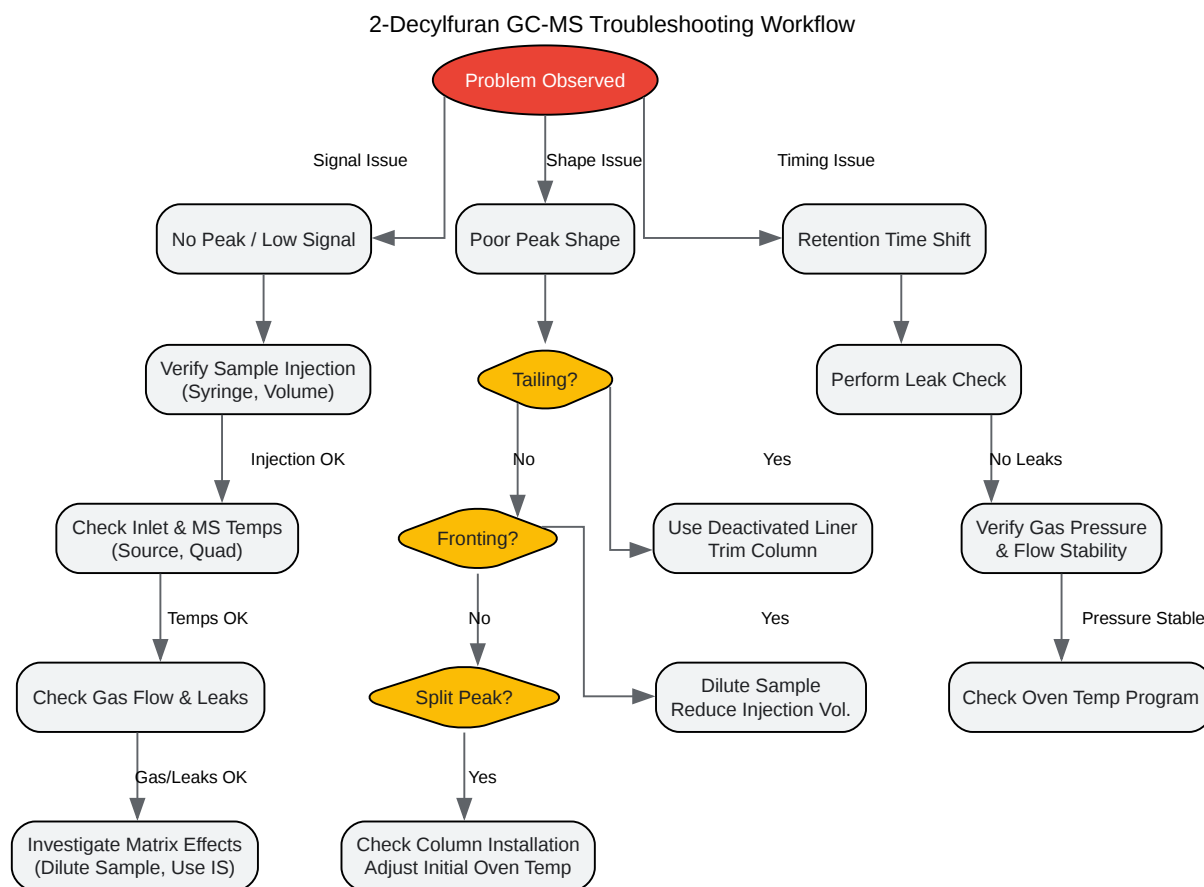 2-Decylfuran GC-MS Troubleshooting Workflow
Problem Observed
Signal Issue
Shape Issue
Timing Issue
No Peak / Low Signal
Poor Peak Shape
Retention Time Shift
Verify Sample Injection
(Syringe, Volume)
Tailing?
Perform Leak Check
Injection OK
No
Yes
No Leaks
Check Inlet & MS Temps
(Source, Quad)
Fronting?
Use Deactivated Liner
Trim Column
Verify Gas Pressure
& Flow Stability
Temps OK
No
Yes
Pressure Stable
Check Gas Flow & Leaks
Split Peak?
Dilute Sample
Reduce Injection Vol.
Check Oven Temp Program
Gas/Leaks OK
Yes
Investigate Matrix Effects
(Dilute Sample, Use IS)
Check Column Installation
Adjust Initial Oven Temp